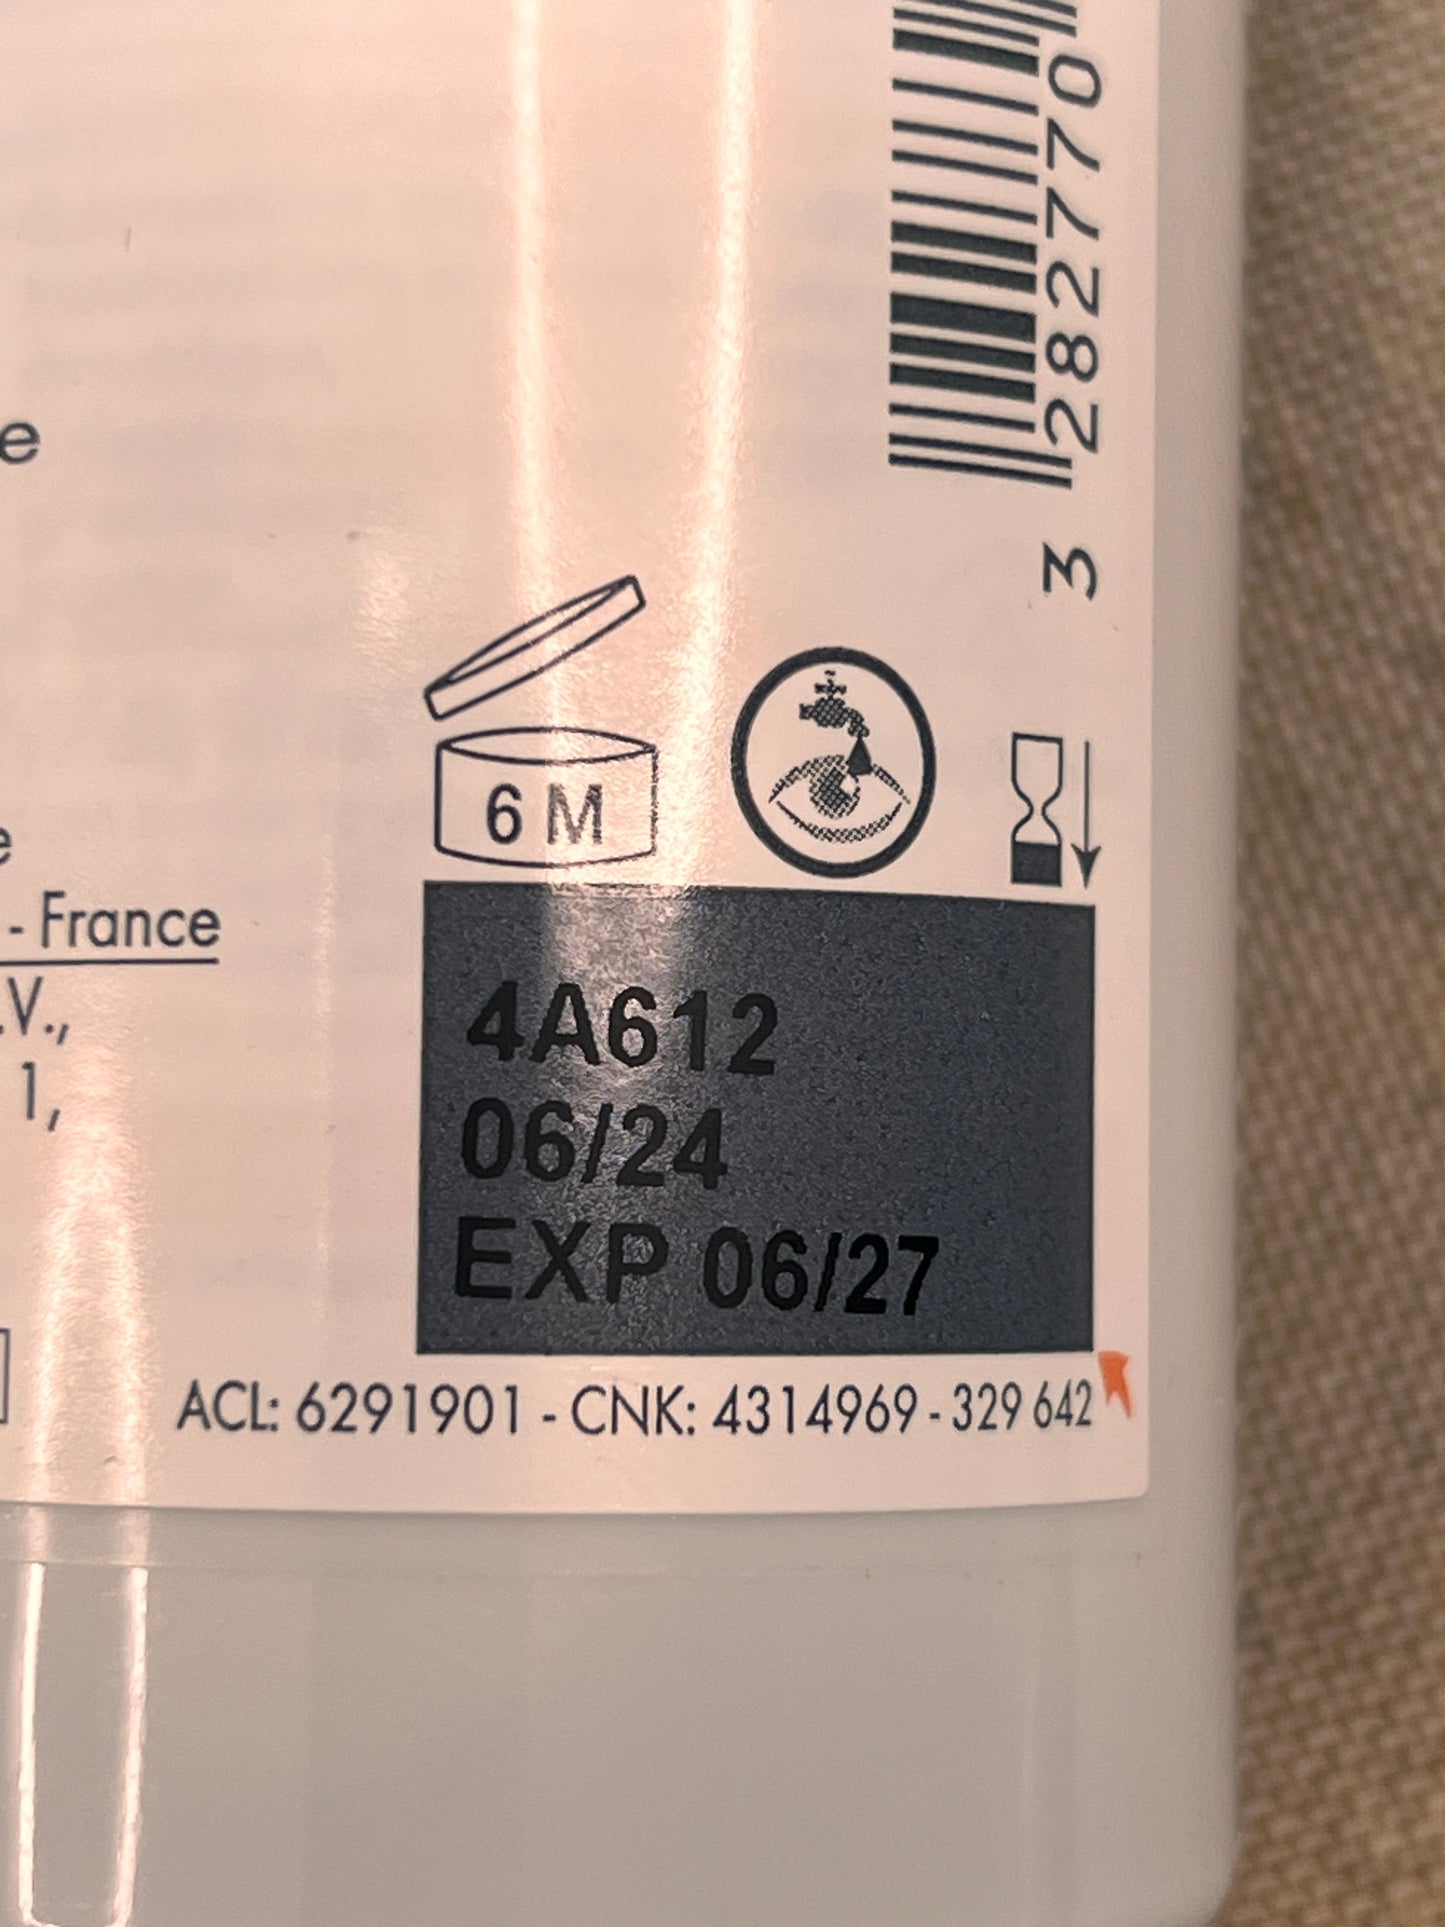 3 282770
e
6 M
e
- France
.V.,
1,
4A612
06/24
EXP 06/27
ACL: 6291901 - CNK: 4314969 - 329 642